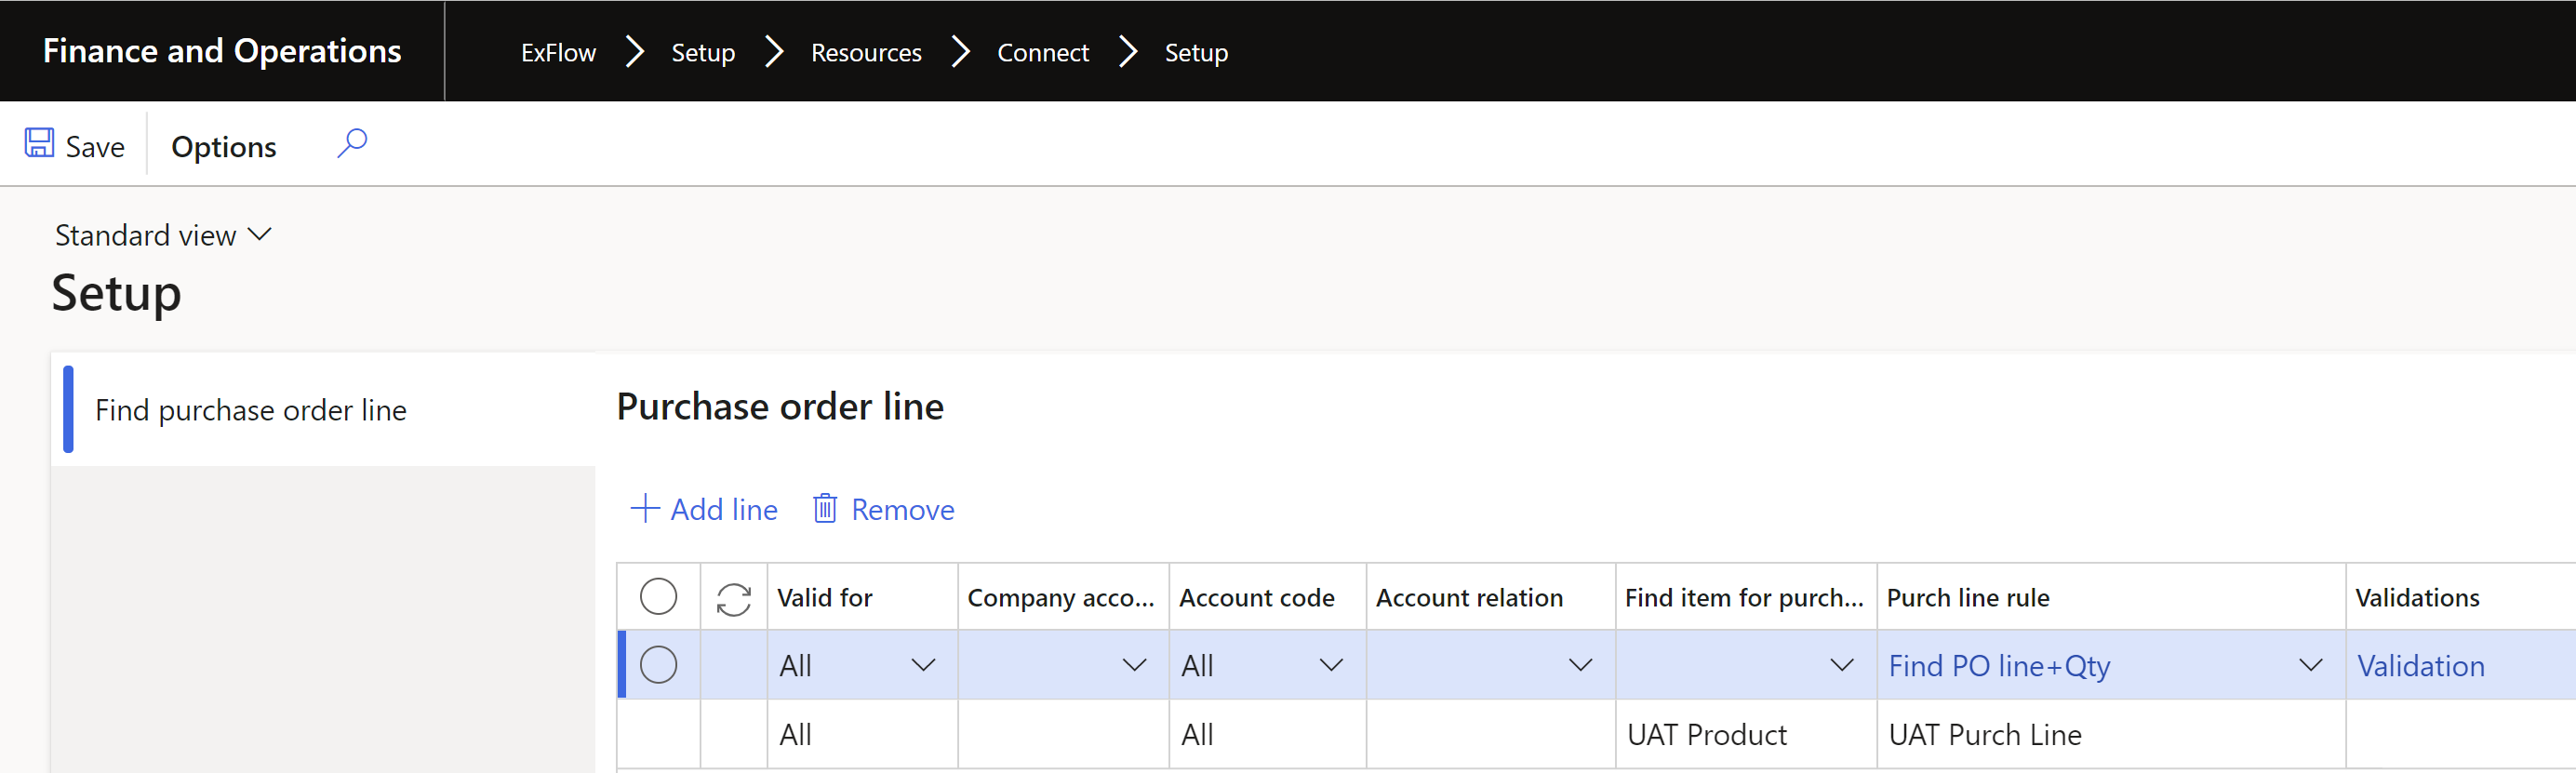 Finance and Operations
ExFlow Setup Resources Connect Setup
Save Options
Standard view
Setup
Find purchase order line
Purchase order line
Add line Remove
Valid for Company acco... Account code Account relation Find item for purch... Purch line rule Validations
All All Find PO line+Qty Validation
All All UAT Product UAT Purch Line